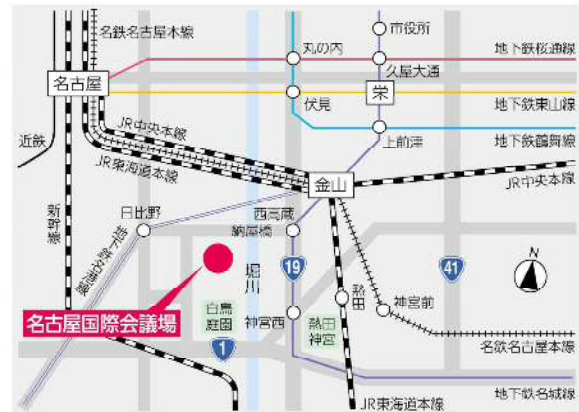 名鉄名古屋本線
市役所
丸の内
地下鉄桜通線
名古屋
久屋大通
栄
伏見
地下鉄東山線
近鉄
JR中央本線
上前津
地下鉄鶴舞線
JR東海道本線
金山
JR中央本線
新幹線
日比野
西高蔵
納屋橋
地下鉄名港線
堀川
19
41
N
熱田
白鳥
庭園
神宮西
熱田
神宮
神宮前
名古屋国際会議場
1
名鉄名古屋本線
地下鉄名城線
JR東海道本線